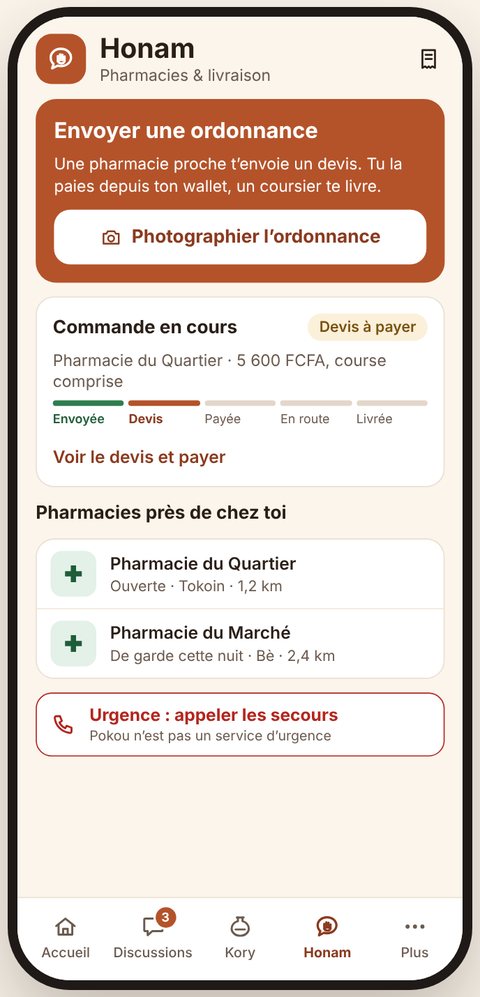 Honam
Pharmacies & livraison
Envoyer une ordonnance
Une pharmacie proche t’envoie un devis. Tu la
paies depuis ton wallet, un coursier te livre.
Photographier l’ordonnance
Commande en cours
Devis à payer
Pharmacie du Quartier · 5 600 FCFA, course
comprise
Envoyée
Devis
Payée
En route
Livrée
Voir le devis et payer
Pharmacies près de chez toi
Pharmacie du Quartier
Ouverte · Tokoin · 1,2 km
Pharmacie du Marché
De garde cette nuit · Bè · 2,4 km
Urgence : appeler les secours
Pokou n’est pas un service d’urgence
3
Accueil
Discussions
Kory
Honam
Plus